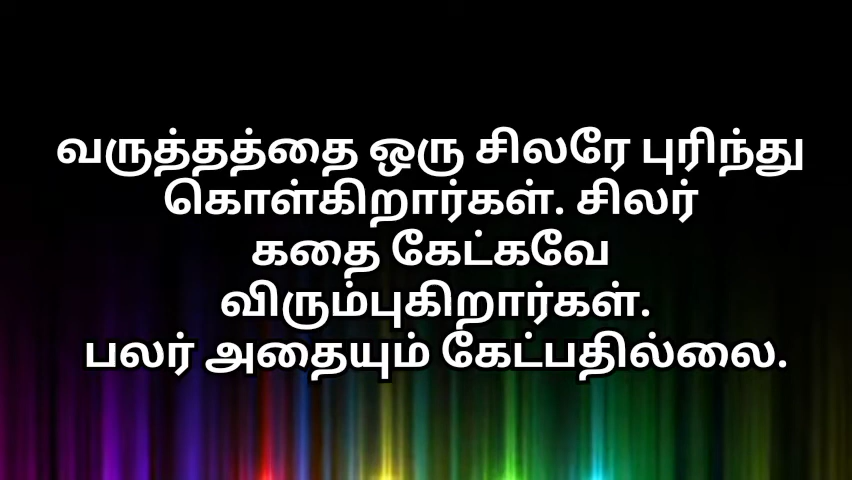 வருத்தத்தை ஒரு சிலரே புரிந்து
கொள்கிறார்கள். சிலர்
கதை கேட்கவே
விரும்புகிறார்கள்.
பலர் அதையும் கேட்பதில்லை.